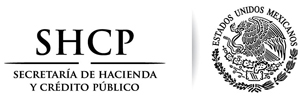 SHCP
SECRETARÍA DE HACIENDA
Y CRÉDITO PÚBLICO
ESTADOS UNIDOS MEXICANOS